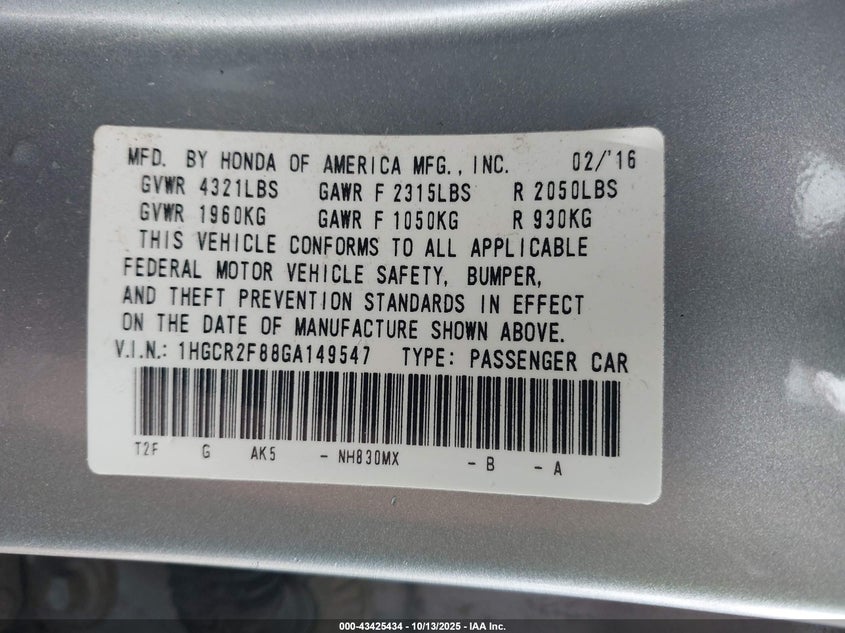 MFD. BY HONDA OF AMERICA MFG., INC. 02/'16
GVWR 4321LBS GAWR F 2315LBS R 2050LBS
GVWR 1960KG GAWR F 1050KG R 930KG
THIS VEHICLE CONFORMS TO ALL APPLICABLE
FEDERAL MOTOR VEHICLE SAFETY, BUMPER,
AND THEFT PREVENTION STANDARDS IN EFFECT
ON THE DATE OF MANUFACTURE SHOWN ABOVE.
V.I.N.: 1HGCR2F88GA149547 TYPE: PASSENGER CAR
T2F G AK5 - NH830MX - B - A
000-43425434 | 10/13/2025 - IAA Inc.